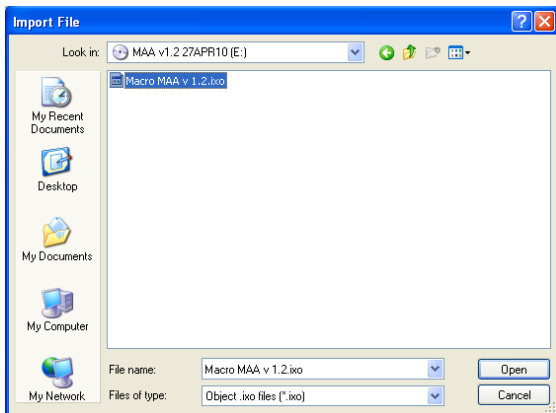 Import File
Look in:
MAA v1.2 27APR10 (E:)
Macro MAA v 1.2.ixo
My Recent
Documents
Desktop
My Documents
My Computer
My Network
File name:
Macro MAA v 1.2.ixo
Open
Files of type:
Object .ixo files (*.ixo)
Cancel